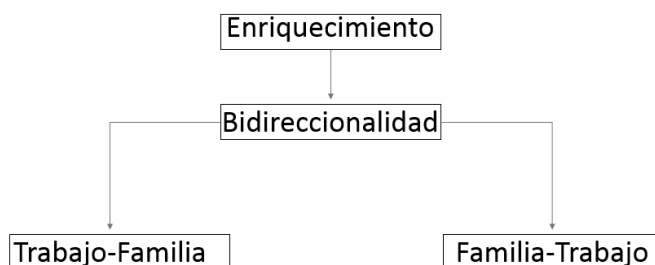 Enriquecimiento
Bidireccionalidad
Trabajo-Familia
Familia-Trabajo